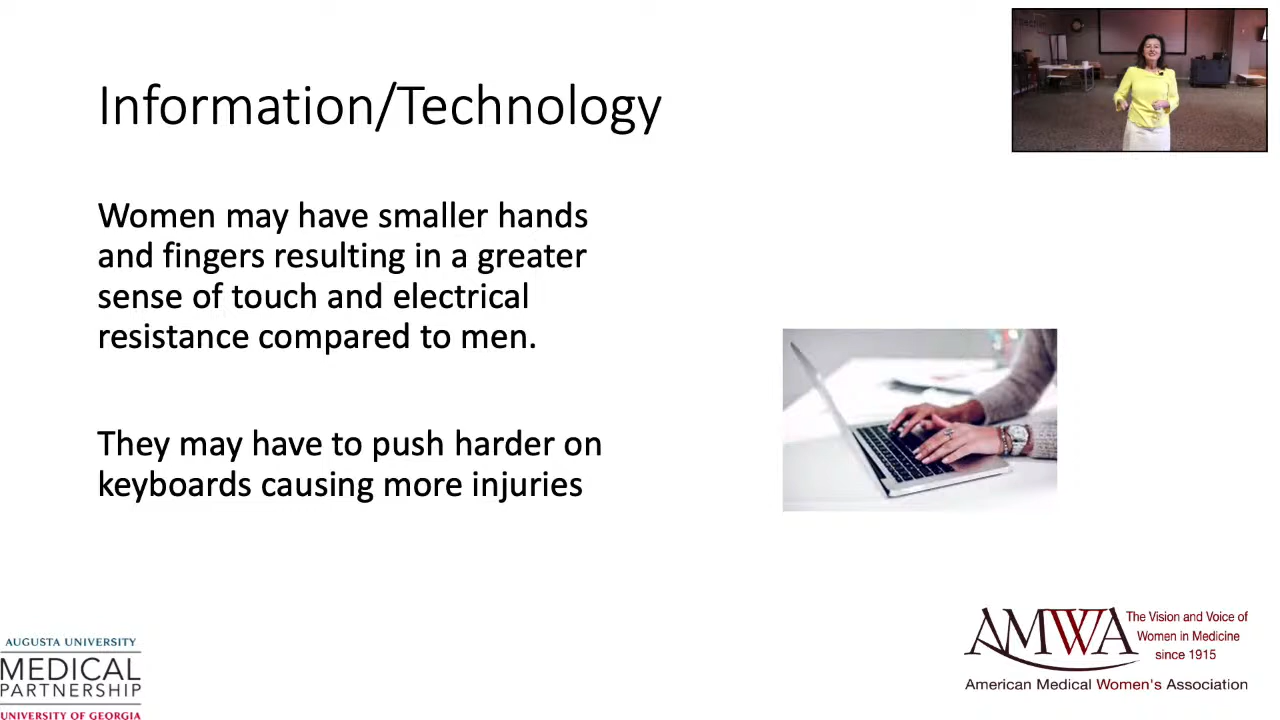 Information/Technology
Women may have smaller hands
and fingers resulting in a greater
sense of touch and electrical
resistance compared to men.
They may have to push harder on
keyboards causing more injuries
AUGUSTA UNIVERSITY
MEDICAL
PARTNERSHIP
UNIVERSITY OF GEORGIA
AMWA
The Vision and Voice of
Women in Medicine
since 1915
American Medical Women's Association